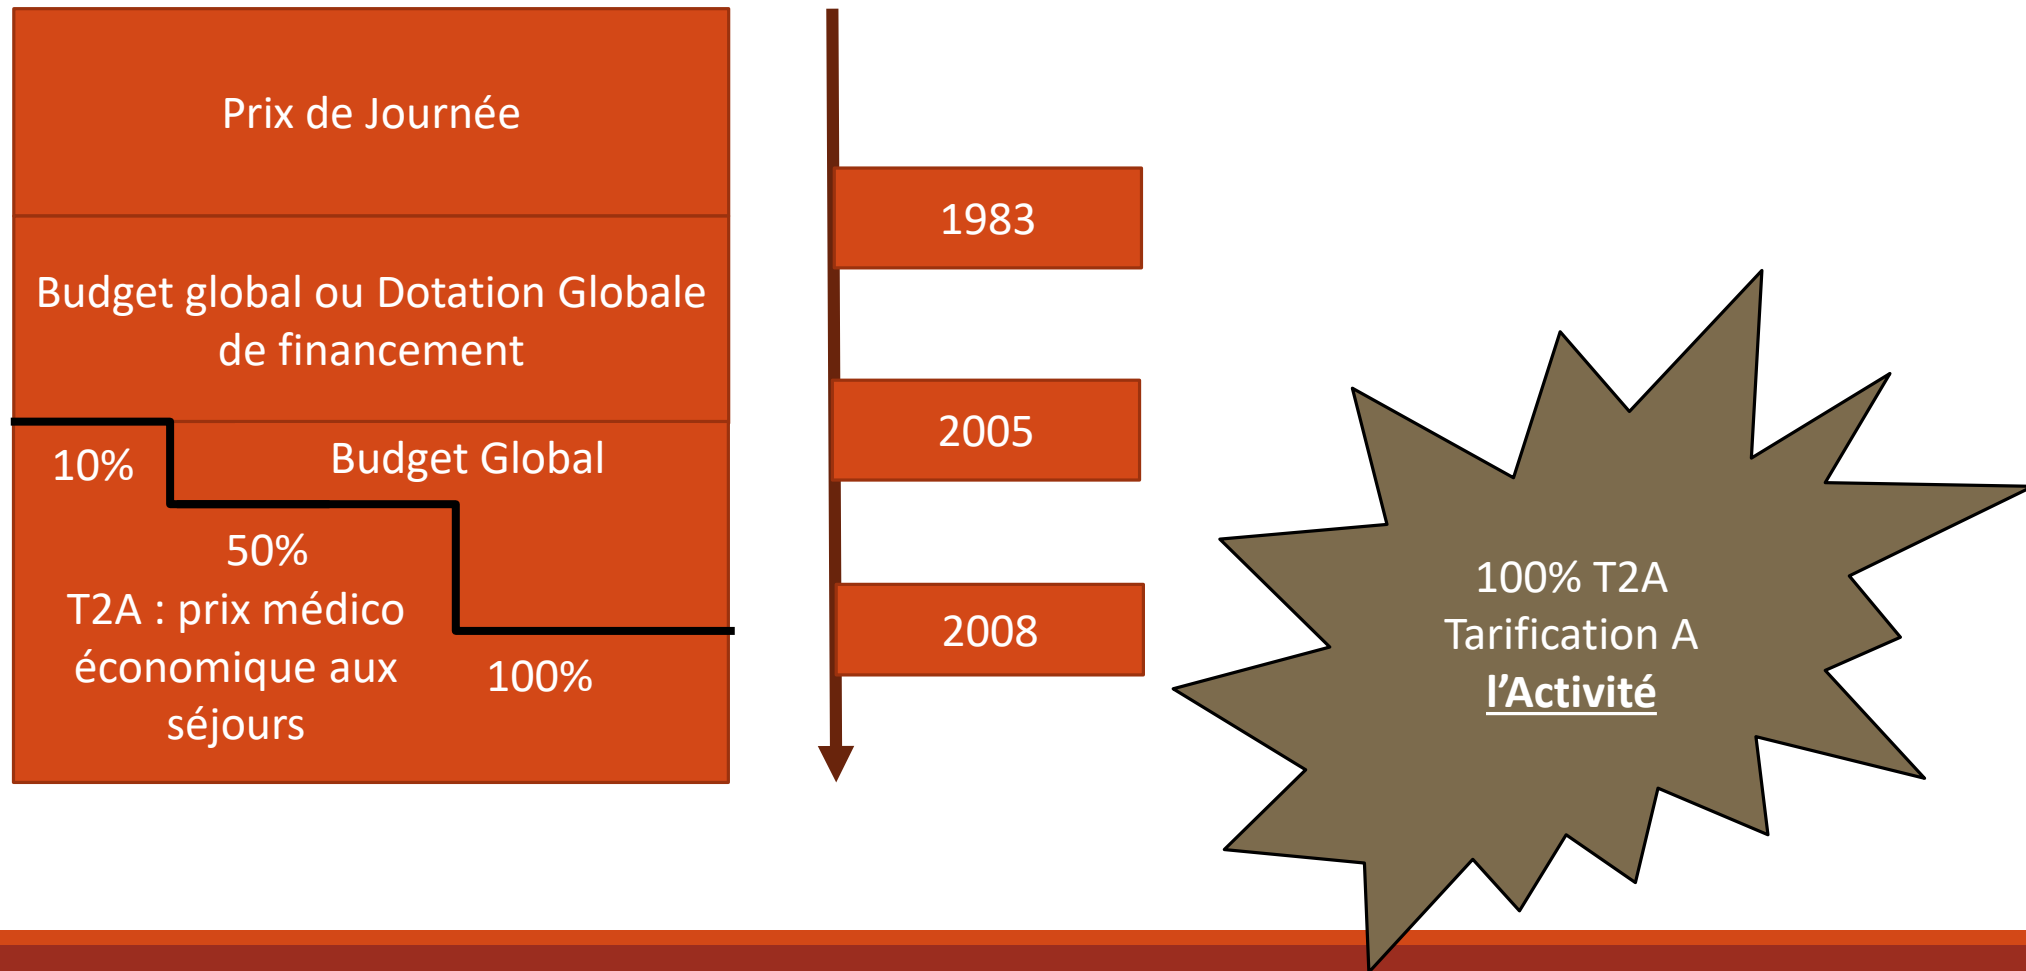 Prix de Journée
Budget global ou Dotation Globale
de financement
10%
Budget Global
50%
T2A : prix médico
économique aux
séjours
100%
1983
2005
2008
100% T2A
Tarification A
l’Activité